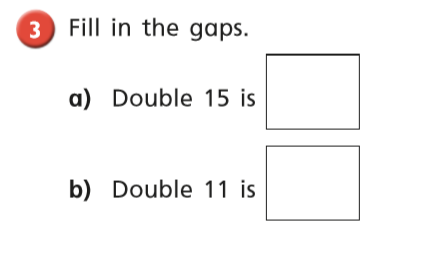 3 Fill in the gaps.
a) Double 15 is
b) Double 11 is